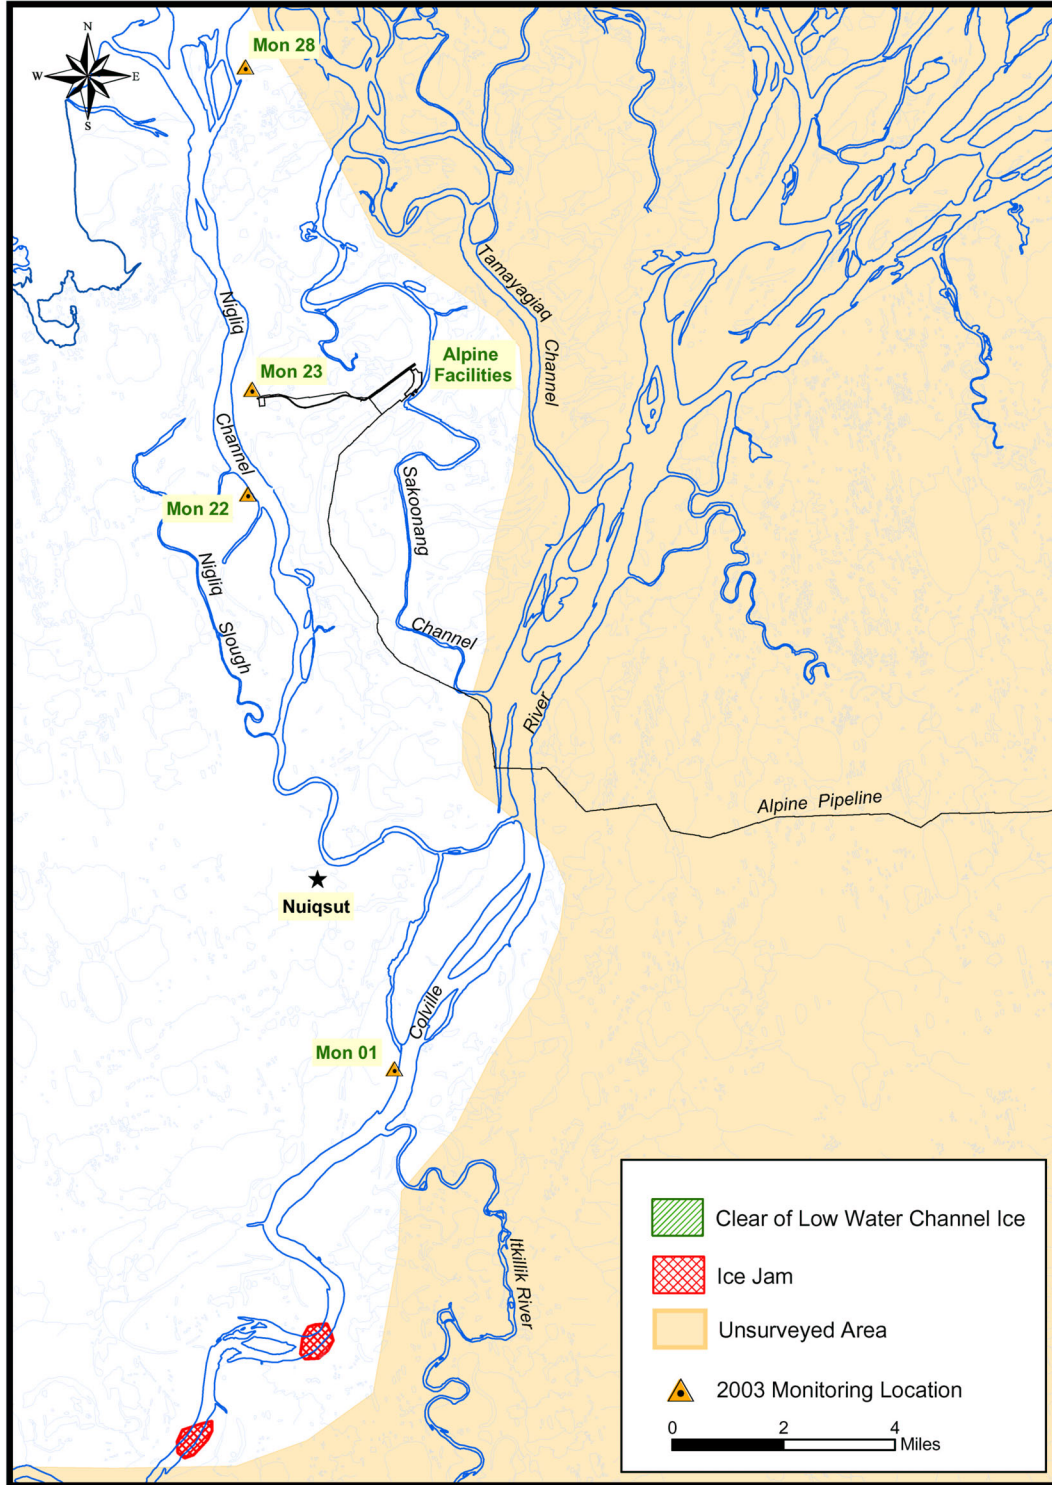 N
W E
S
Mon 28
Tamayagiaq
Channel
Nigliq
Channel
Mon 23
Alpine
Facilities
Mon 22
Sakoonang
Channel
Nigliq
Slough
River
Alpine Pipeline
Nuiqsut
Colville
Mon 01
Itkillik River
Clear of Low Water Channel Ice
Ice Jam
Unsurveyed Area
2003 Monitoring Location
0 2 4
Miles